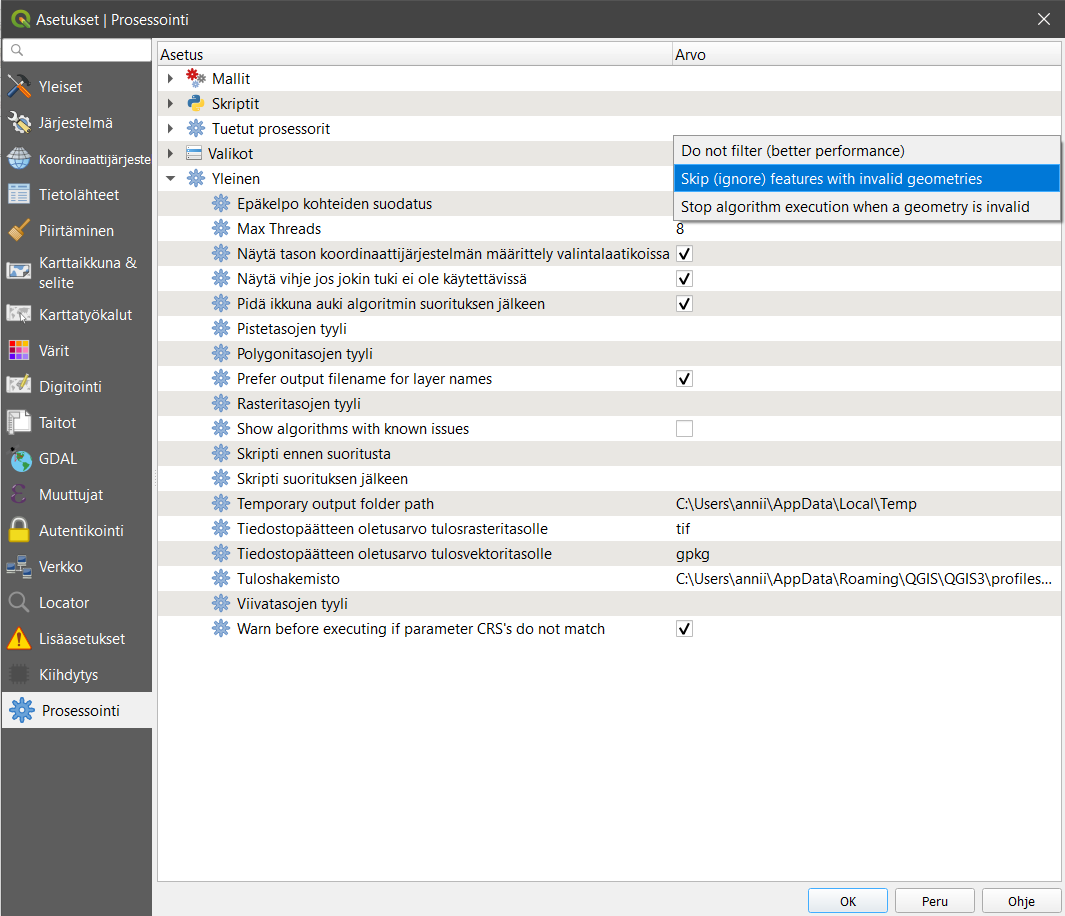 Asetukset | Prosessointi
Asetus Arvo
Yleiset
Järjestelmä
Koordinaattijärjeste
Tietolähteet
Piirtäminen
Karttaikkuna &
selite
Karttatyökalut
Värit
Digitointi
Taitot
GDAL
Muuttujat
Autentikointi
Verkko
Locator
Lisäasetukset
Kiihdytys
Prosessointi
Mallit
Skriptit
Tuetut prosessorit
Valikot
Yleinen
Do not filter (better performance)
Skip (ignore) features with invalid geometries
Stop algorithm execution when a geometry is invalid
Epäkelpo kohteiden suodatus
Max Threads 8
Näytä tason koordinaattijärjestelmän määrittely valintalaatikoissa
Näytä vihje jos jokin tuki ei ole käytettävissä
Pidä ikkuna auki algoritmin suorituksen jälkeen
Pistetasojen tyyli
Polygonitasojen tyyli
Prefer output filename for layer names
Rasteritasojen tyyli
Show algorithms with known issues
Skripti ennen suoritusta
Skripti suorituksen jälkeen
Temporary output folder path C:\Users\annii\AppData\Local\Temp
Tiedostopäätteen oletusarvo tulosrasteritasolle tif
Tiedostopäätteen oletusarvo tulosvektoritasolle gpkg
Tuloshakemisto C:\Users\annii\AppData\Roaming\QGIS\QGIS3\profiles...
Viivatasojen tyyli
Warn before executing if parameter CRS's do not match
OK Peru Ohje